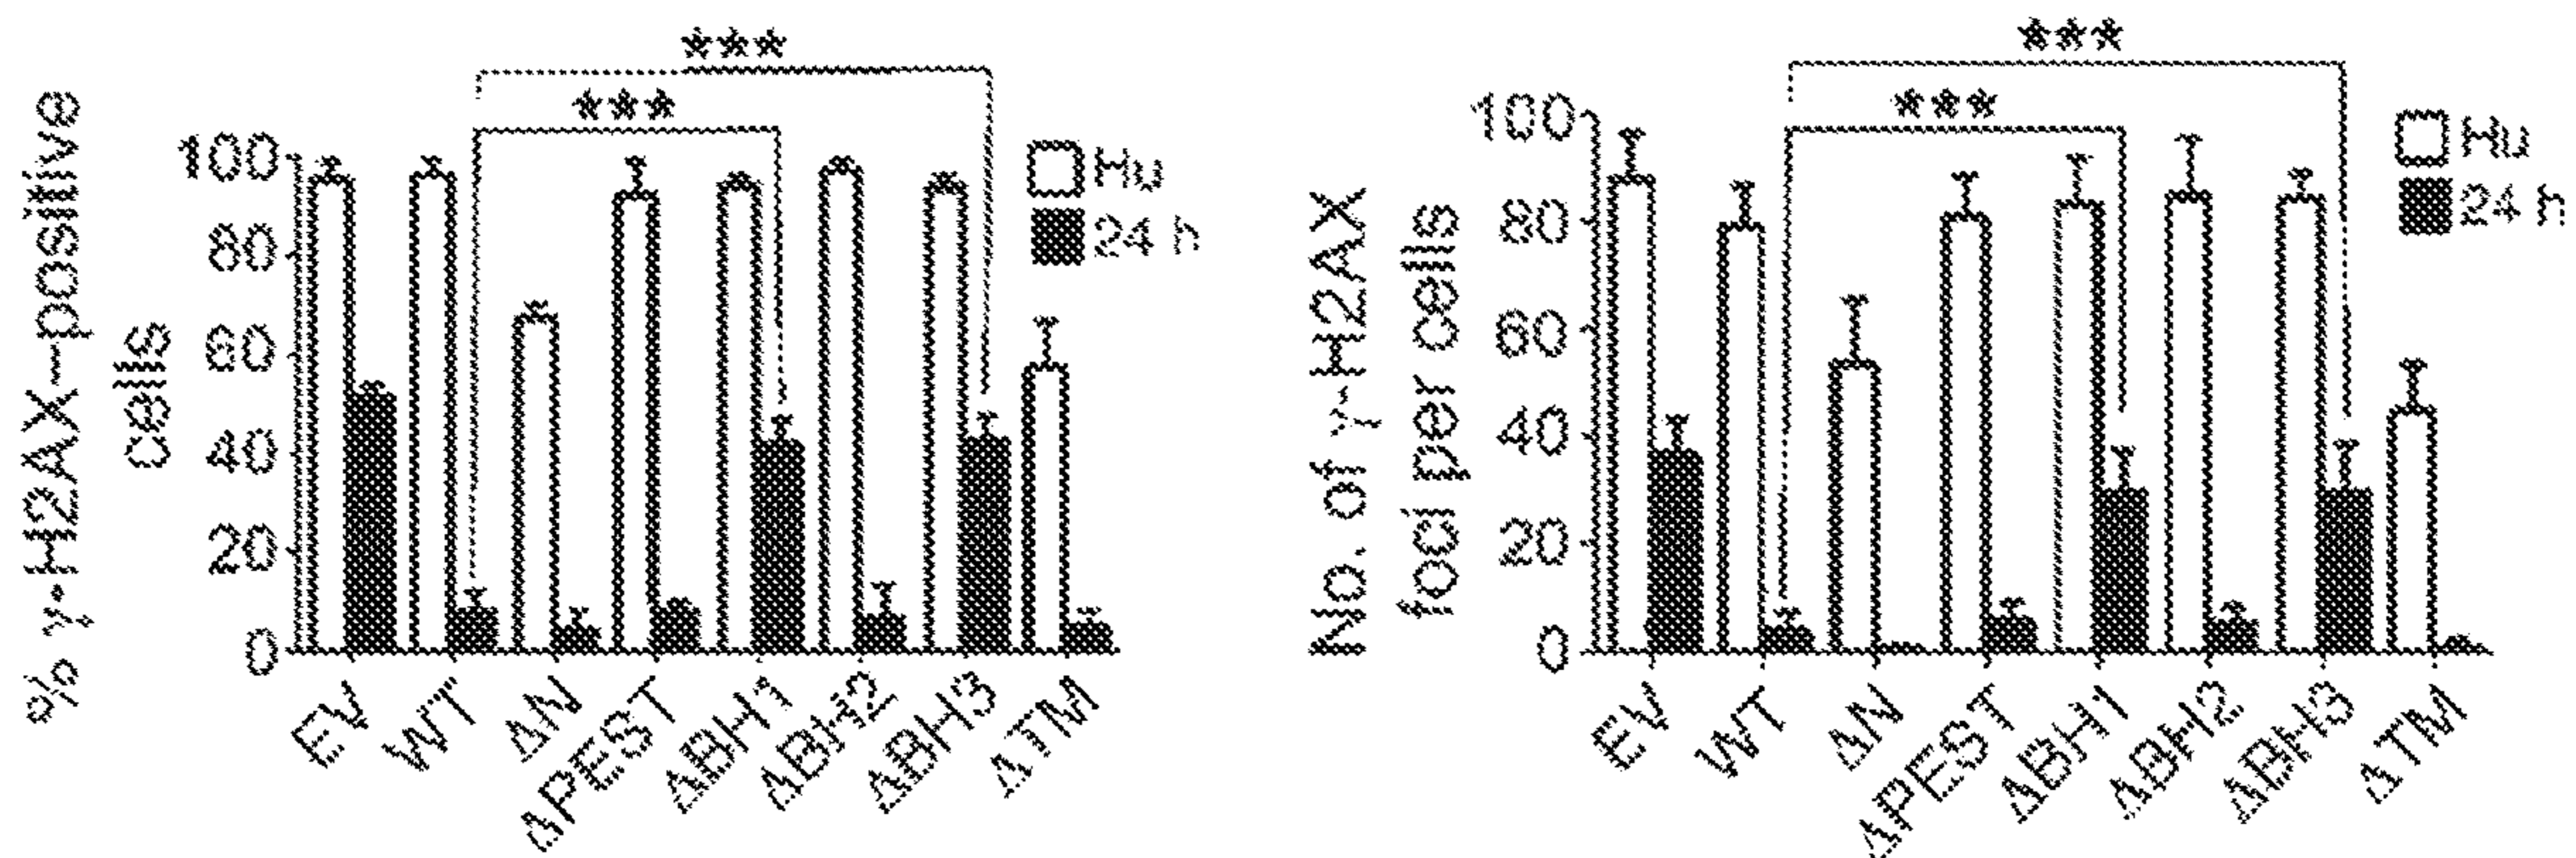 % γ-H2AX–positive
cells
100
80
60
40
20
0
***
***
Hu
24 h
EV
WT
ΔN
ΔPEST
ΔBH1
ΔBH2
ΔBH3
ΔTM
No. of γ-H2AX
foci per cells
100
80
60
40
20
0
***
***
Hu
24 h
EV
WT
ΔN
ΔPEST
ΔBH1
ΔBH2
ΔBH3
ΔTM